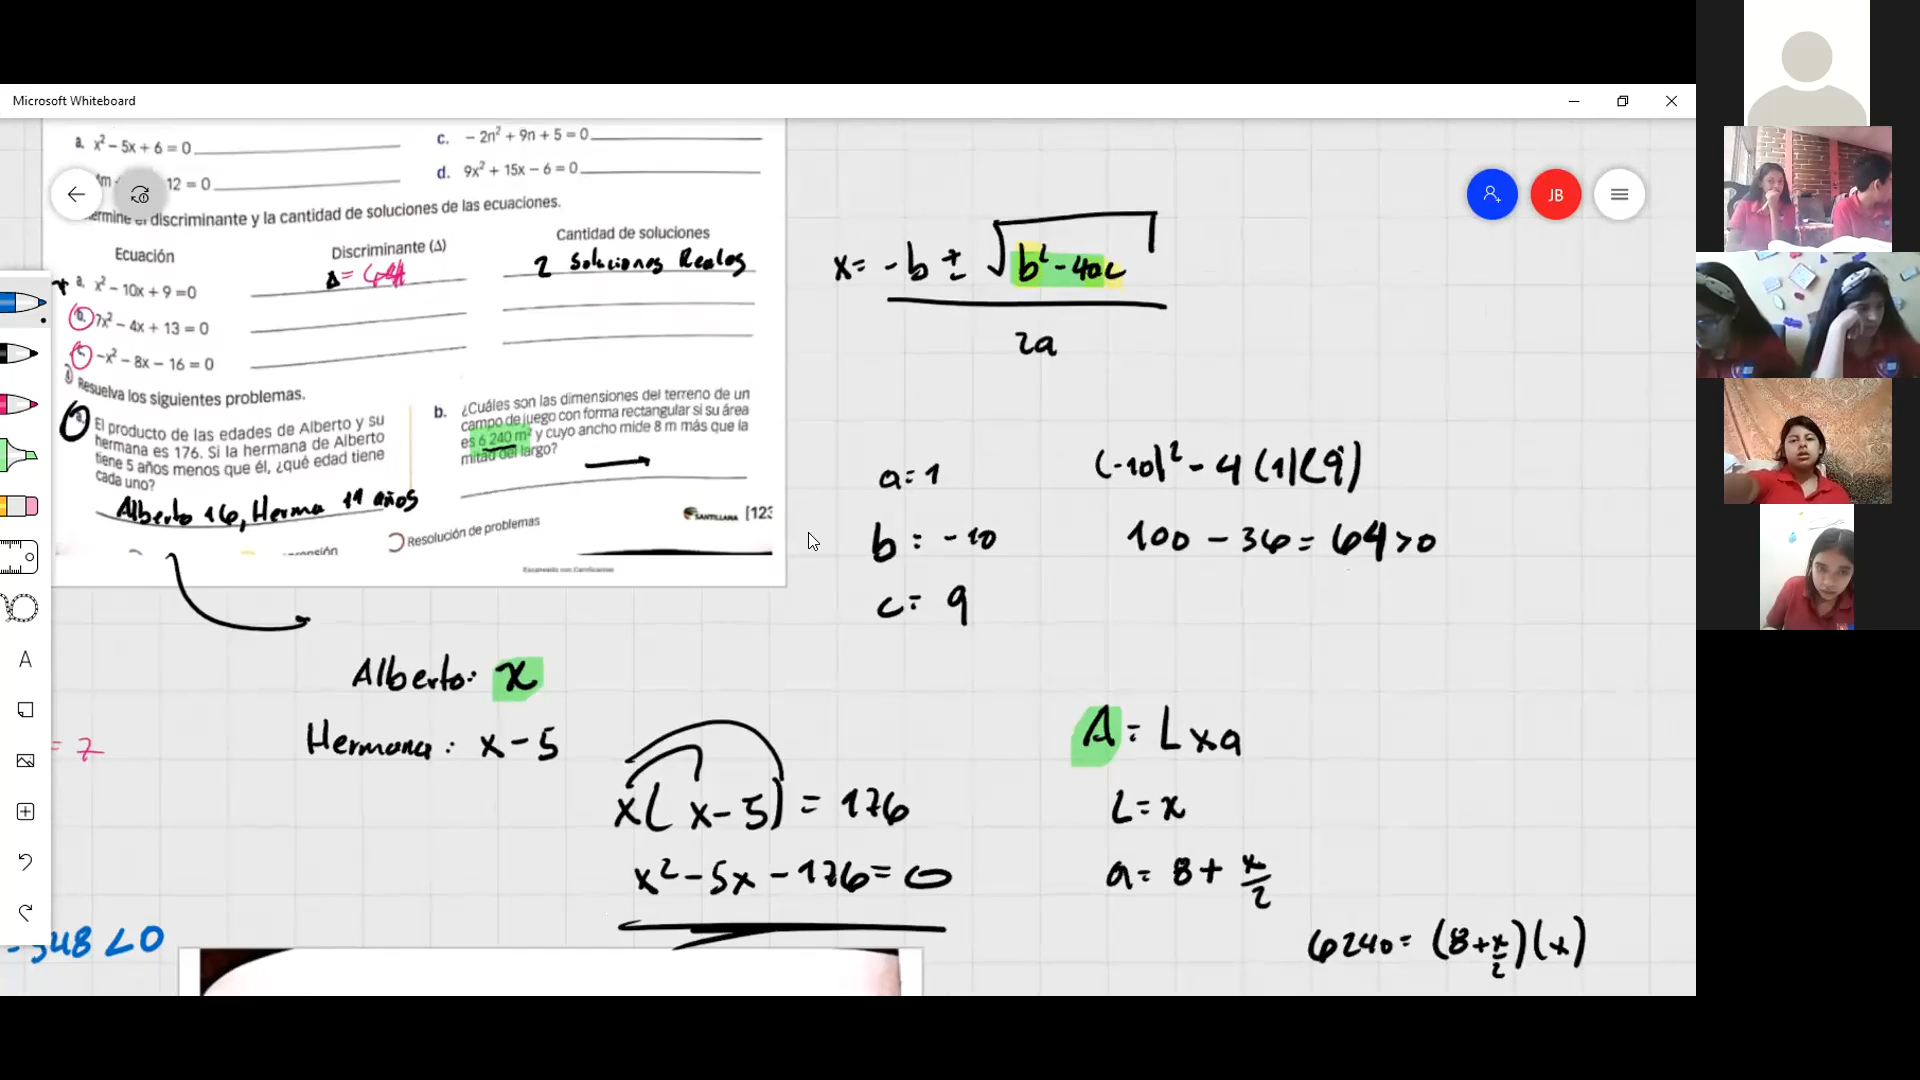 Microsoft Whiteboard
a. x² − 5x + 6 = 0
c. − 2n² + 9n + 5 = 0
12 = 0
d. 9x² + 15x − 6 = 0
discriminante y la cantidad de soluciones de las ecuaciones.
Ecuación
Discriminante (Δ)
Cantidad de soluciones
a. x² − 10x + 9 =0
Δ =
2 Soluciones Reales
b. 7x² − 4x + 13 = 0
c. −x² − 8x − 16 = 0
Resuelva los siguientes problemas.
a. El producto de las edades de Alberto y su
hermana es 176. Si la hermana de Alberto
tiene 5 años menos que él, ¿qué edad tiene
cada uno?
Alberto 16, Herma 11 años
b. ¿Cuáles son las dimensiones del terreno de un
campo de juego con forma rectangular si su área
es 6 240 m² y cuyo ancho mide 8 m más que la
mitad del largo?
SANTILLANA [123
Resolución de problemas
Escaneado con CamScanner
x= -b ± √b² - 4ac
2a
a=1
b = -10
c= 9
(-10)² - 4 (1)(9)
100 - 36 = 64 >0
JB
Alberto: x
Hermana: x - 5
= 7
x( x - 5) = 176
x² - 5x - 176 = 0
A = L x a
L = x
a = 8 + x/2
6240 = (8+x/2)(x)
-348 <0
A